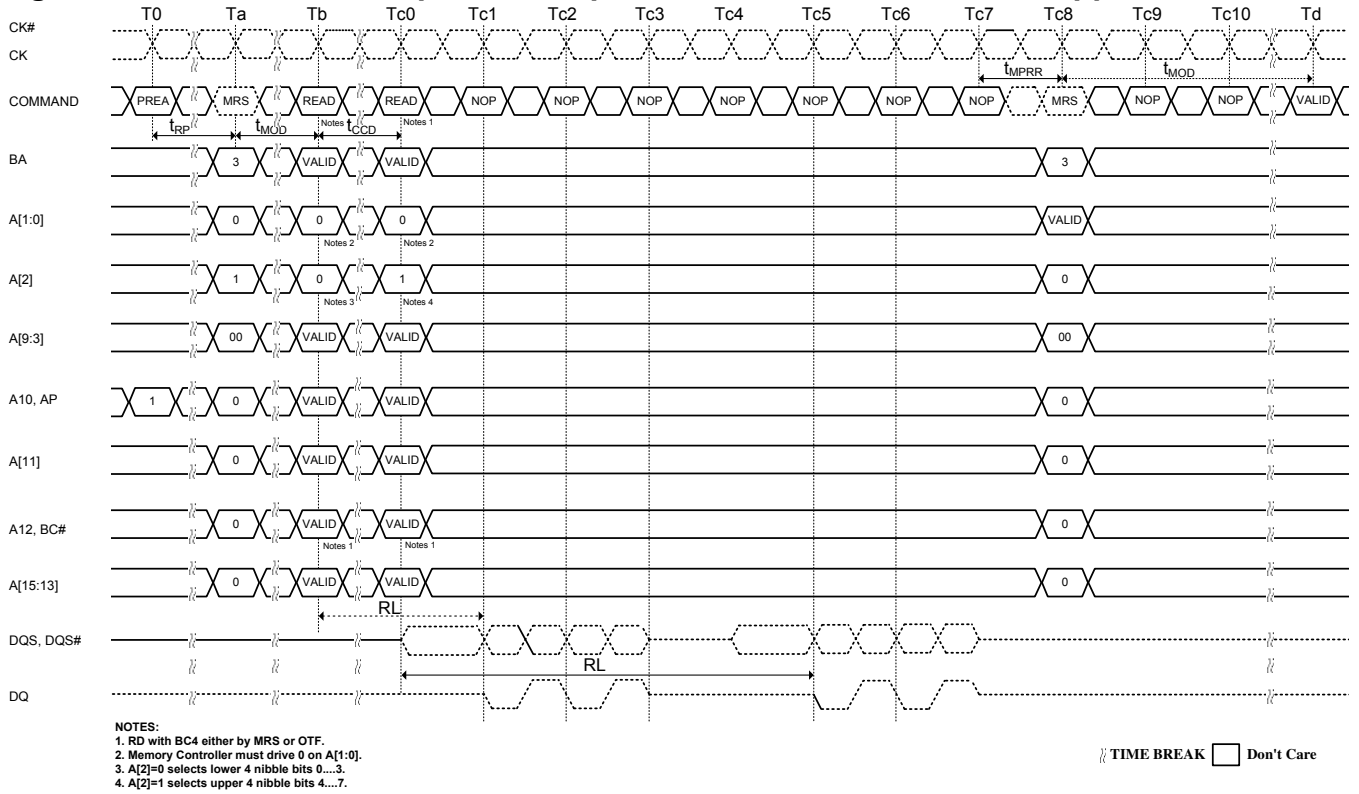 T0 Ta Tb Tc0 Tc1 Tc2 Tc3 Tc4 Tc5 Tc6 Tc7 Tc8 Tc9 Tc10 Td
CK#
CK
tMPRR tMOD
COMMAND PREA MRS READ READ NOP NOP NOP NOP NOP NOP NOP MRS NOP NOP VALID
Notes Notes 1
tRP tMOD tCCD
BA 3 VALID VALID 3
A[1:0] 0 0 0 VALID
Notes 2 Notes 2
A[2] 1 0 1 0
Notes 3 Notes 4
A[9:3] 00 VALID VALID 00
A10, AP 1 0 VALID VALID 0
A[11] 0 VALID VALID 0
A12, BC# 0 VALID VALID 0
Notes 1 Notes 1
A[15:13] 0 VALID VALID 0
RL
DQS, DQS#
RL
DQ
NOTES:
1. RD with BC4 either by MRS or OTF.
2. Memory Controller must drive 0 on A[1:0].
3. A[2]=0 selects lower 4 nibble bits 0....3.
4. A[2]=1 selects upper 4 nibble bits 4....7.
TIME BREAK Don't Care